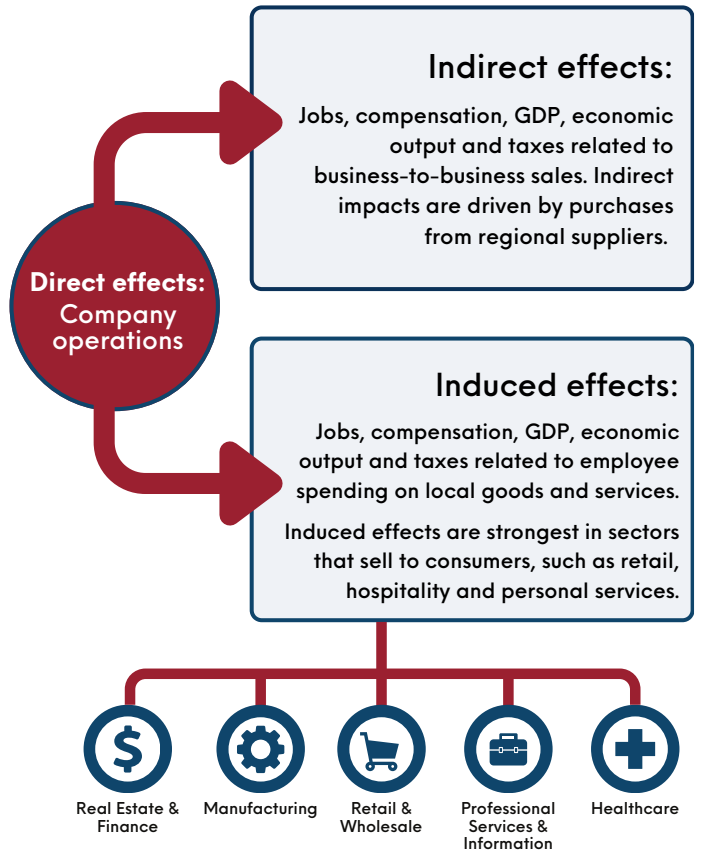 Indirect effects:
Jobs, compensation, GDP, economic
output and taxes related to
business-to-business sales. Indirect
impacts are driven by purchases
from regional suppliers.
Direct effects:
Company
operations
Induced effects:
Jobs, compensation, GDP, economic
output and taxes related to employee
spending on local goods and services.
Induced effects are strongest in sectors
that sell to consumers, such as retail,
hospitality and personal services.
$
Real Estate &
Finance
Manufacturing
Retail &
Wholesale
Professional
Services &
Information
Healthcare